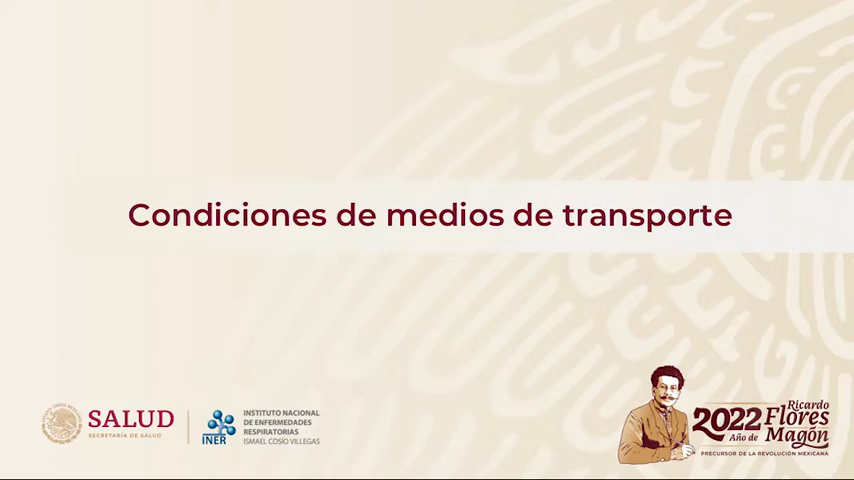 Condiciones de medios de transporte
SALUD
SECRETARÍA DE SALUD
INER
INSTITUTO NACIONAL
DE ENFERMEDADES
RESPIRATORIAS
ISMAEL COSÍO VILLEGAS
2022 Ricardo
Año de Flores
Magón
PRECURSOR DE LA REVOLUCIÓN MEXICANA